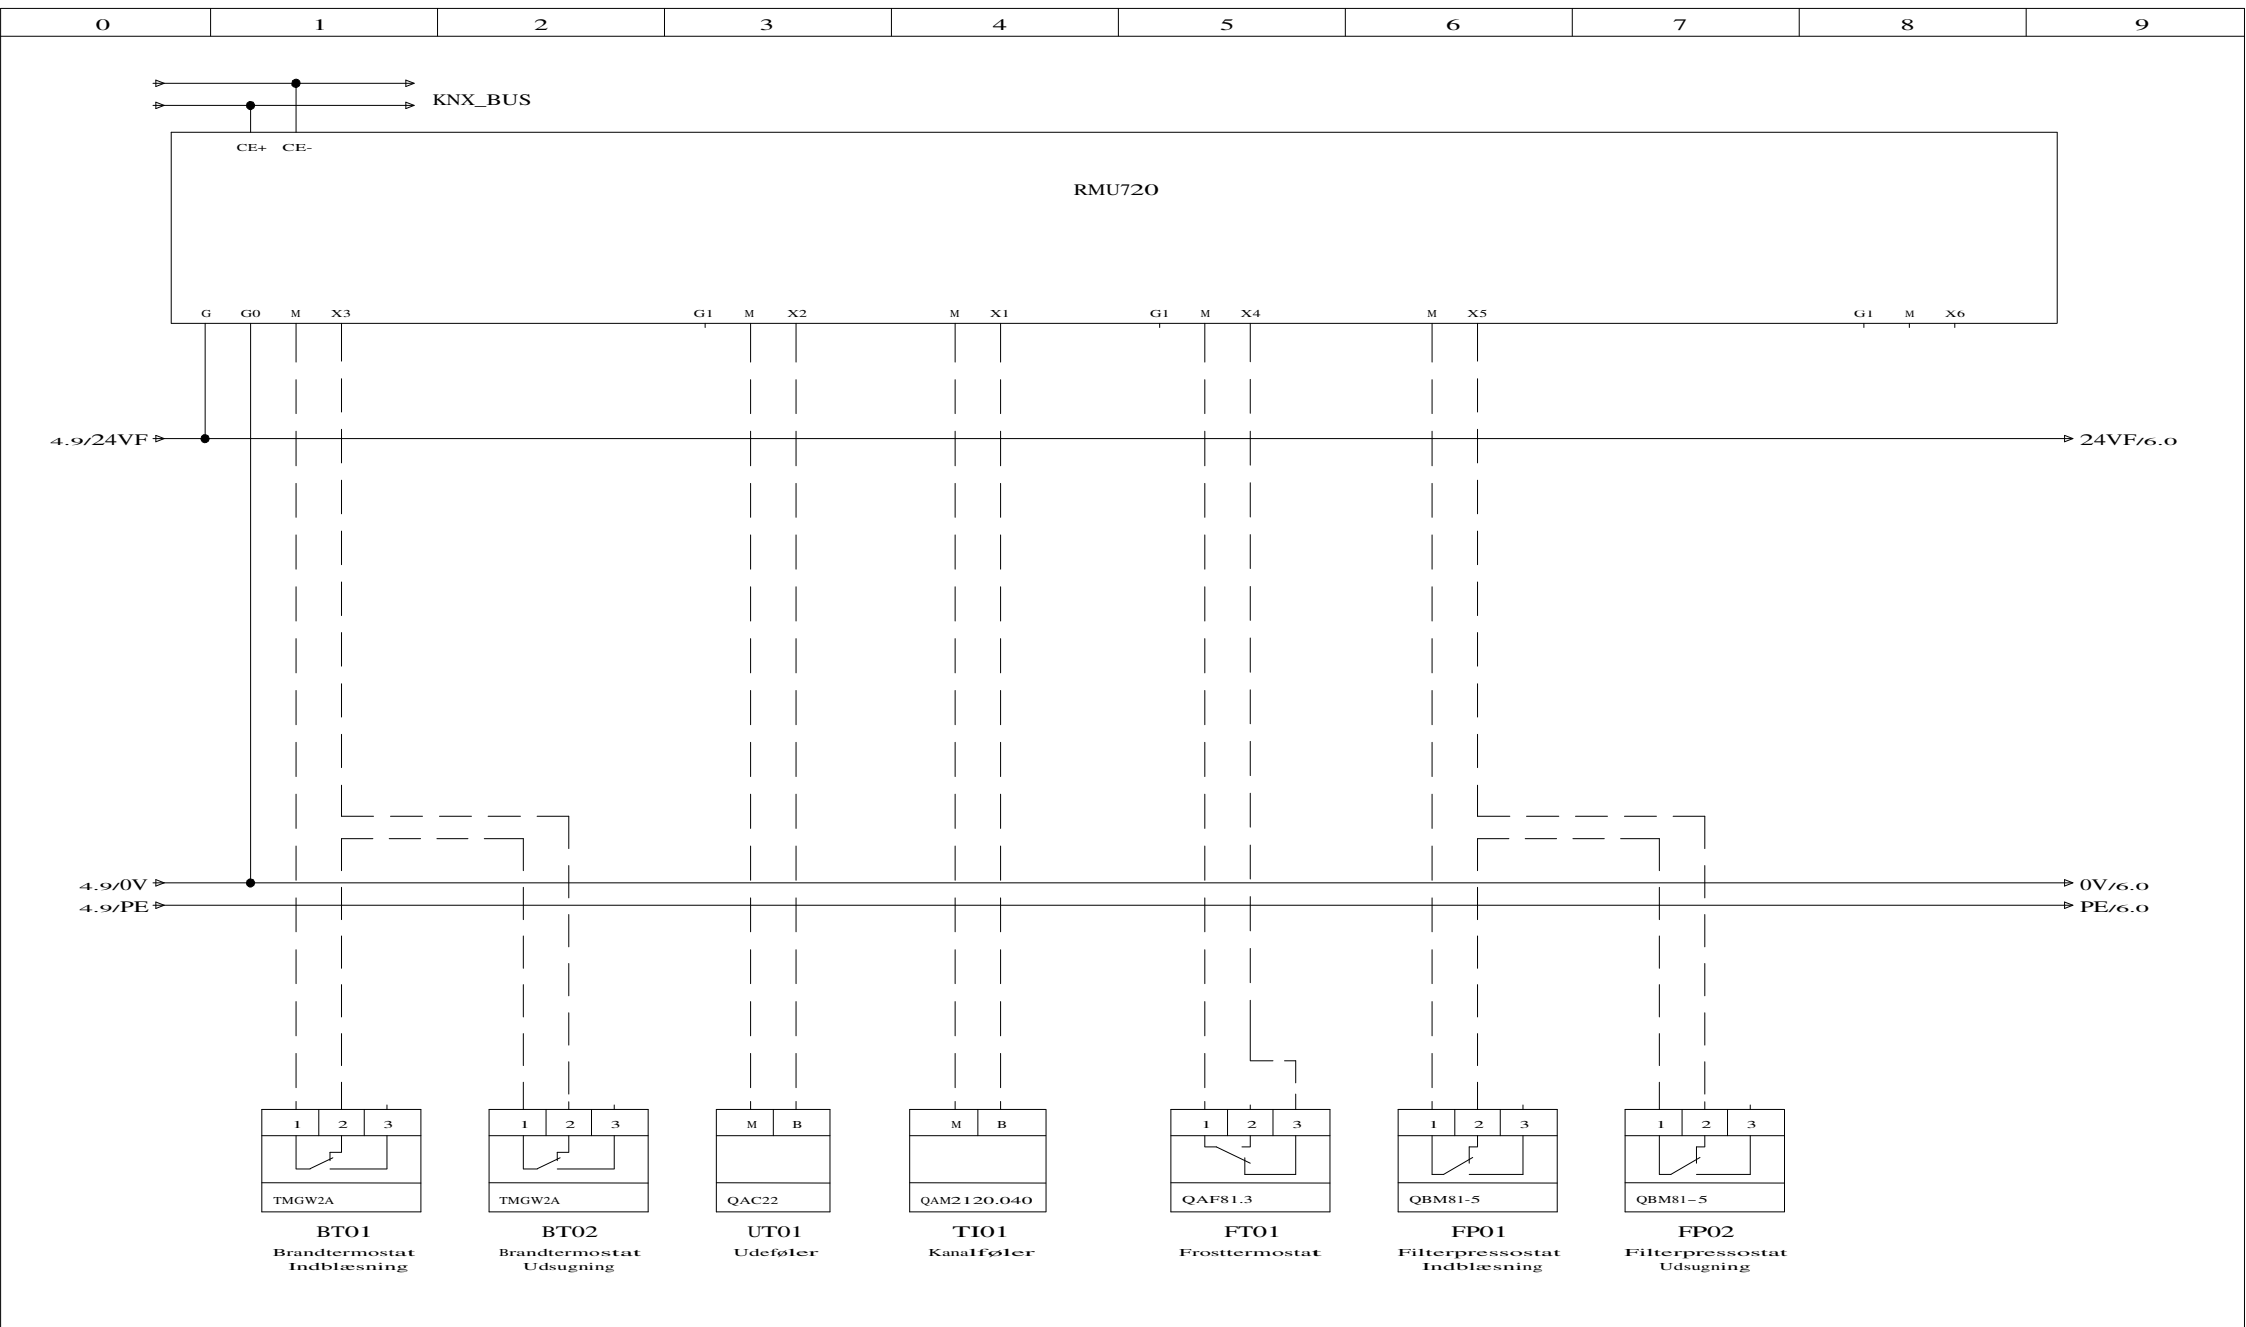 0 1 2 3 4 5 6 7 8 9
KNX_BUS
CE+ CE-
RMU720
G G0 M X3 G1 M X2 M X1 G1 M X4 M X5 G1 M X6
4.9/24VF 24VF/6.0
4.9/0V 0V/6.0
4.9/PE PE/6.0
1 2 3 1 2 3 M B M B 1 2 3 1 2 3 1 2 3
TMGW2A TMGW2A QAC22 QAM2120.040 QAF81.3 QBM81-5 QBM81-5
BT01 BT02 UT01 TI01 FT01 FP01 FP02
Brandtermostat Brandtermostat Udeføler Kanalføler Frosttermostat Filterpressostat Filterpressostat
Indblæsning Udsugning Indblæsning Udsugning